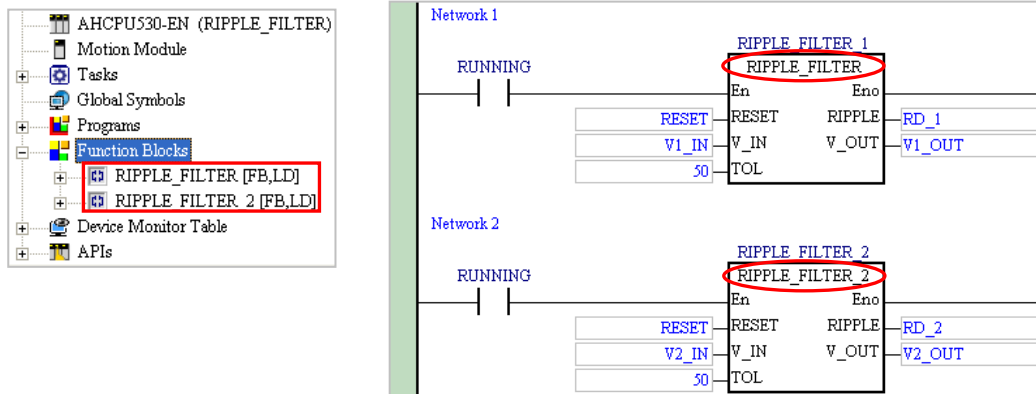 AHCPU530-EN (RIPPLE_FILTER)
Motion Module
Tasks
Global Symbols
Programs
Function Blocks
RIPPLE_FILTER [FB,LD]
RIPPLE_FILTER_2 [FB,LD]
Device Monitor Table
APIs
Network 1
RIPPLE_FILTER_1
RUNNING
RIPPLE_FILTER
En Eno
RESET RESET RIPPLE RD_1
V1_IN V_IN V_OUT V1_OUT
50 TOL
Network 2
RIPPLE_FILTER_2
RUNNING
RIPPLE_FILTER_2
En Eno
RESET RESET RIPPLE RD_2
V2_IN V_IN V_OUT V2_OUT
50 TOL